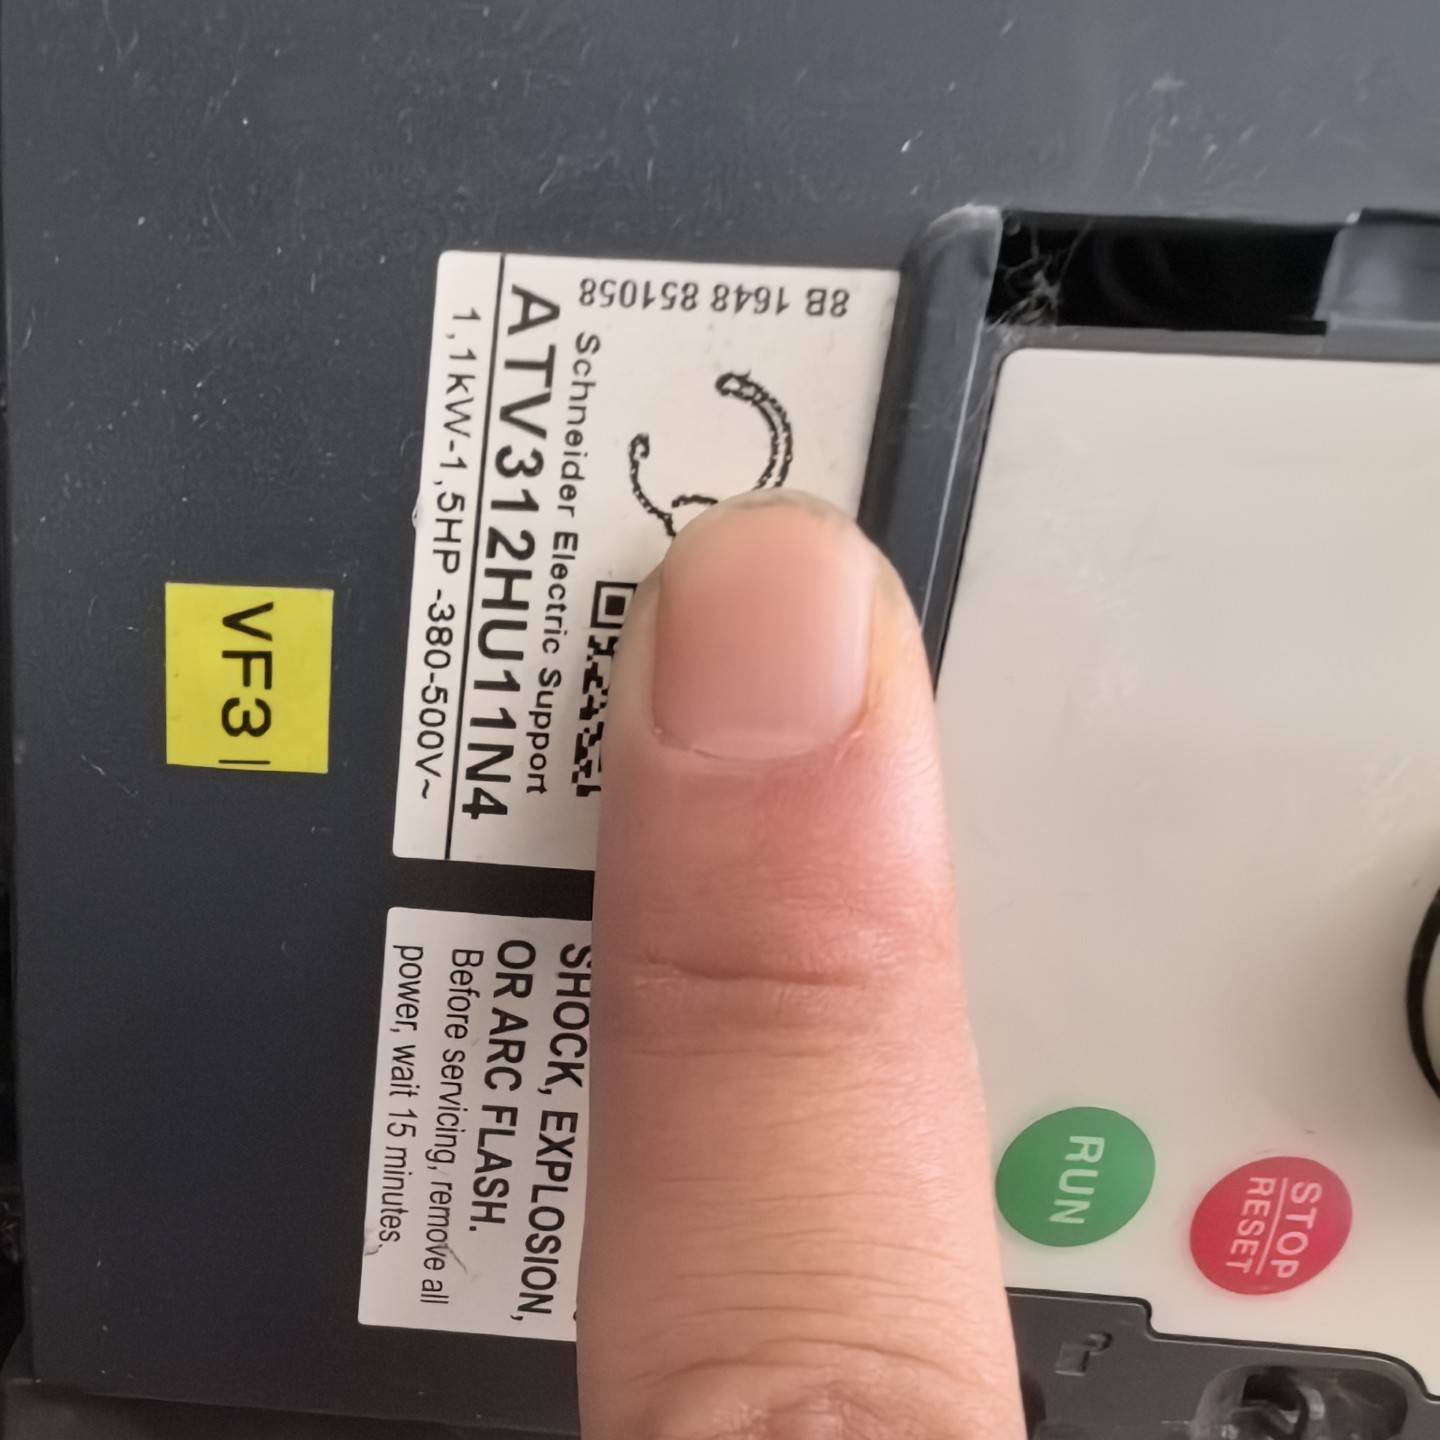 8B 1648 851058
Schneider Electric Support
ATV312HU11N4
1,1kW-1,5HP -380-500V~
VF3
SHOCK, EXPLOSION,
OR ARC FLASH.
Before servicing, remove all
power, wait 15 minutes.
RUN
STOP
RESET